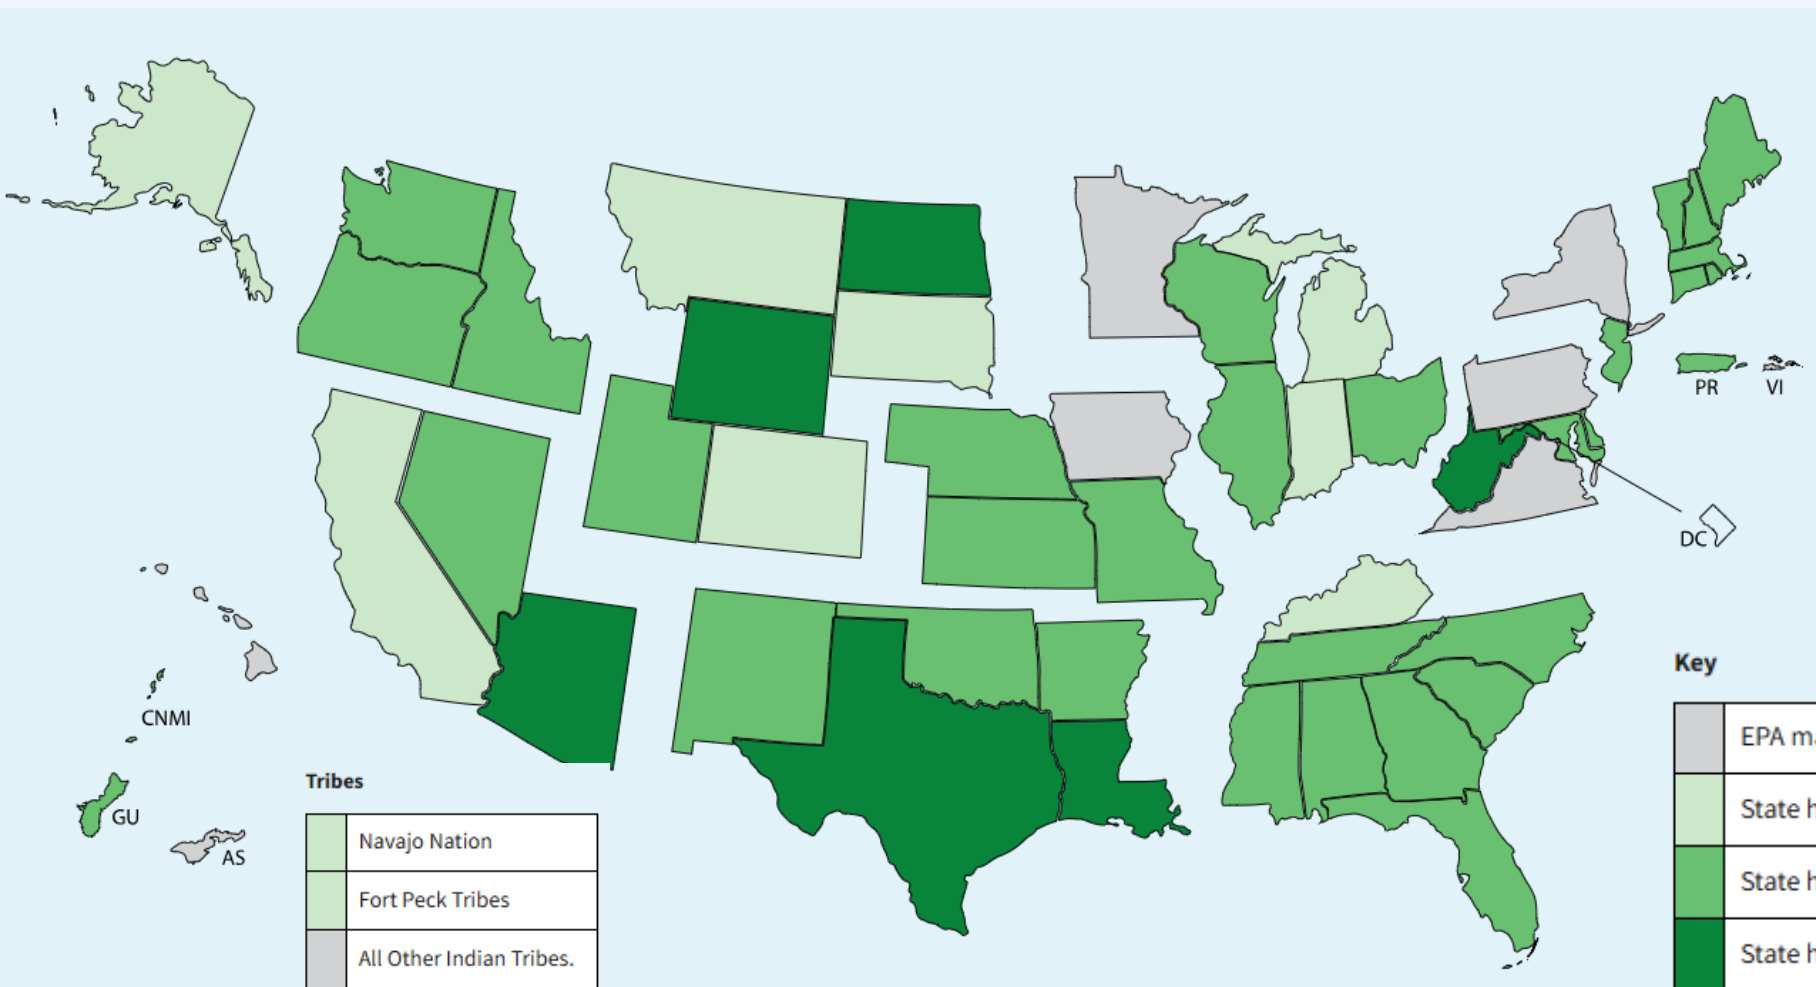 PR
VI
DC
CNMI
GU
AS
Tribes
Navajo Nation
Fort Peck Tribes
All Other Indian Tribes.
Key
EPA ma
State h
State h
State h